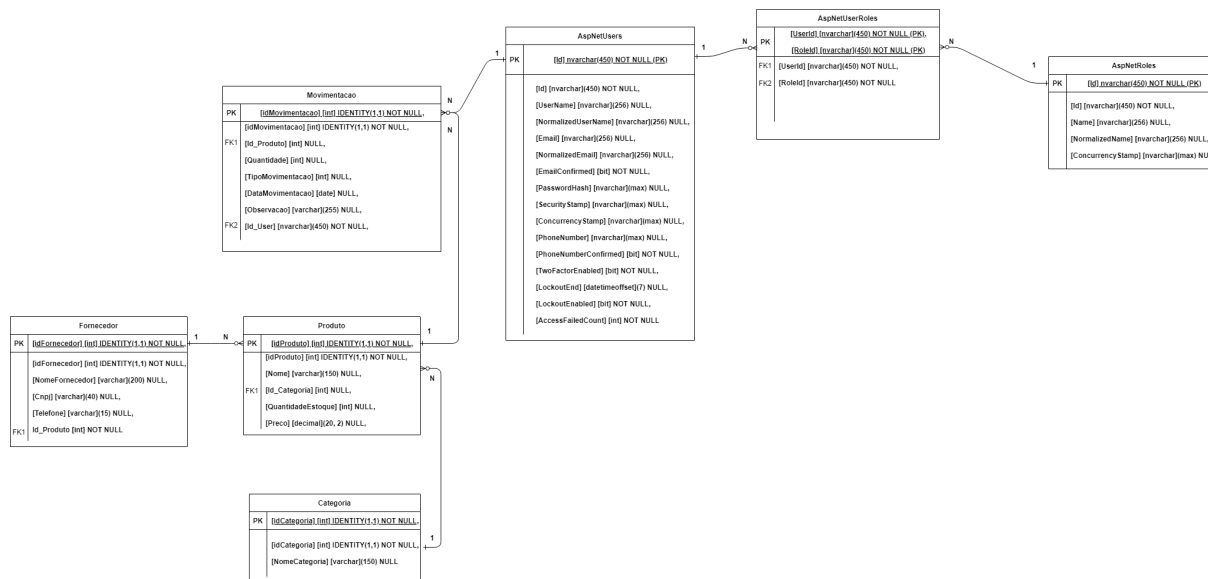 AspNetUserRoles
PK [UserId] [nvarchar](450) NOT NULL (PK),
[RoleId] [nvarchar](450) NOT NULL (PK)
FK1 [UserId] [nvarchar](450) NOT NULL,
FK2 [RoleId] [nvarchar](450) NOT NULL
N
N
AspNetUsers
PK [Id] nvarchar(450) NOT NULL (PK)
[Id] [nvarchar](450) NOT NULL,
[UserName] [nvarchar](256) NULL,
[NormalizedUserName] [nvarchar](256) NULL,
[Email] [nvarchar](256) NULL,
[NormalizedEmail] [nvarchar](256) NULL,
[EmailConfirmed] [bit] NOT NULL,
[PasswordHash] [nvarchar](max) NULL,
[SecurityStamp] [nvarchar](max) NULL,
[ConcurrencyStamp] [nvarchar](max) NULL,
[PhoneNumber] [nvarchar](max) NULL,
[PhoneNumberConfirmed] [bit] NOT NULL,
[TwoFactorEnabled] [bit] NOT NULL,
[LockoutEnd] [datetimeoffset](7) NULL,
[LockoutEnabled] [bit] NOT NULL,
[AccessFailedCount] [int] NOT NULL
1
1
AspNetRoles
PK [Id] nvarchar(450) NOT NULL (PK)
[Id] [nvarchar](450) NOT NULL,
[Name] [nvarchar](256) NULL,
[NormalizedName] [nvarchar](256) NULL,
[ConcurrencyStamp] [nvarchar](max) NULL
1
Movimentacao
PK [idMovimentacao] [int] IDENTITY(1,1) NOT NULL,
[idMovimentacao] [int] IDENTITY(1,1) NOT NULL,
FK1 [Id_Produto] [int] NULL,
[Quantidade] [int] NULL,
[TipoMovimentacao] [int] NULL,
[DataMovimentacao] [date] NULL,
[Observacao] [varchar](255) NULL,
FK2 [Id_User] [nvarchar](450) NOT NULL,
N
N
Fornecedor
PK [idFornecedor] [int] IDENTITY(1,1) NOT NULL,
[idFornecedor] [int] IDENTITY(1,1) NOT NULL,
[NomeFornecedor] [varchar](200) NULL,
[Cnpj] [varchar](40) NULL,
[Telefone] [varchar](15) NULL,
FK1 Id_Produto [int] NOT NULL
1
N
Produto
PK [idProduto] [int] IDENTITY(1,1) NOT NULL,
[idProduto] [int] IDENTITY(1,1) NOT NULL,
[Nome] [varchar](150) NULL,
FK1 [Id_Categoria] [int] NULL,
[QuantidadeEstoque] [int] NULL,
[Preco] [decimal](20, 2) NULL,
1
N
Categoria
PK [idCategoria] [int] IDENTITY(1,1) NOT NULL,
[idCategoria] [int] IDENTITY(1,1) NOT NULL,
[NomeCategoria] [varchar](150) NULL
1